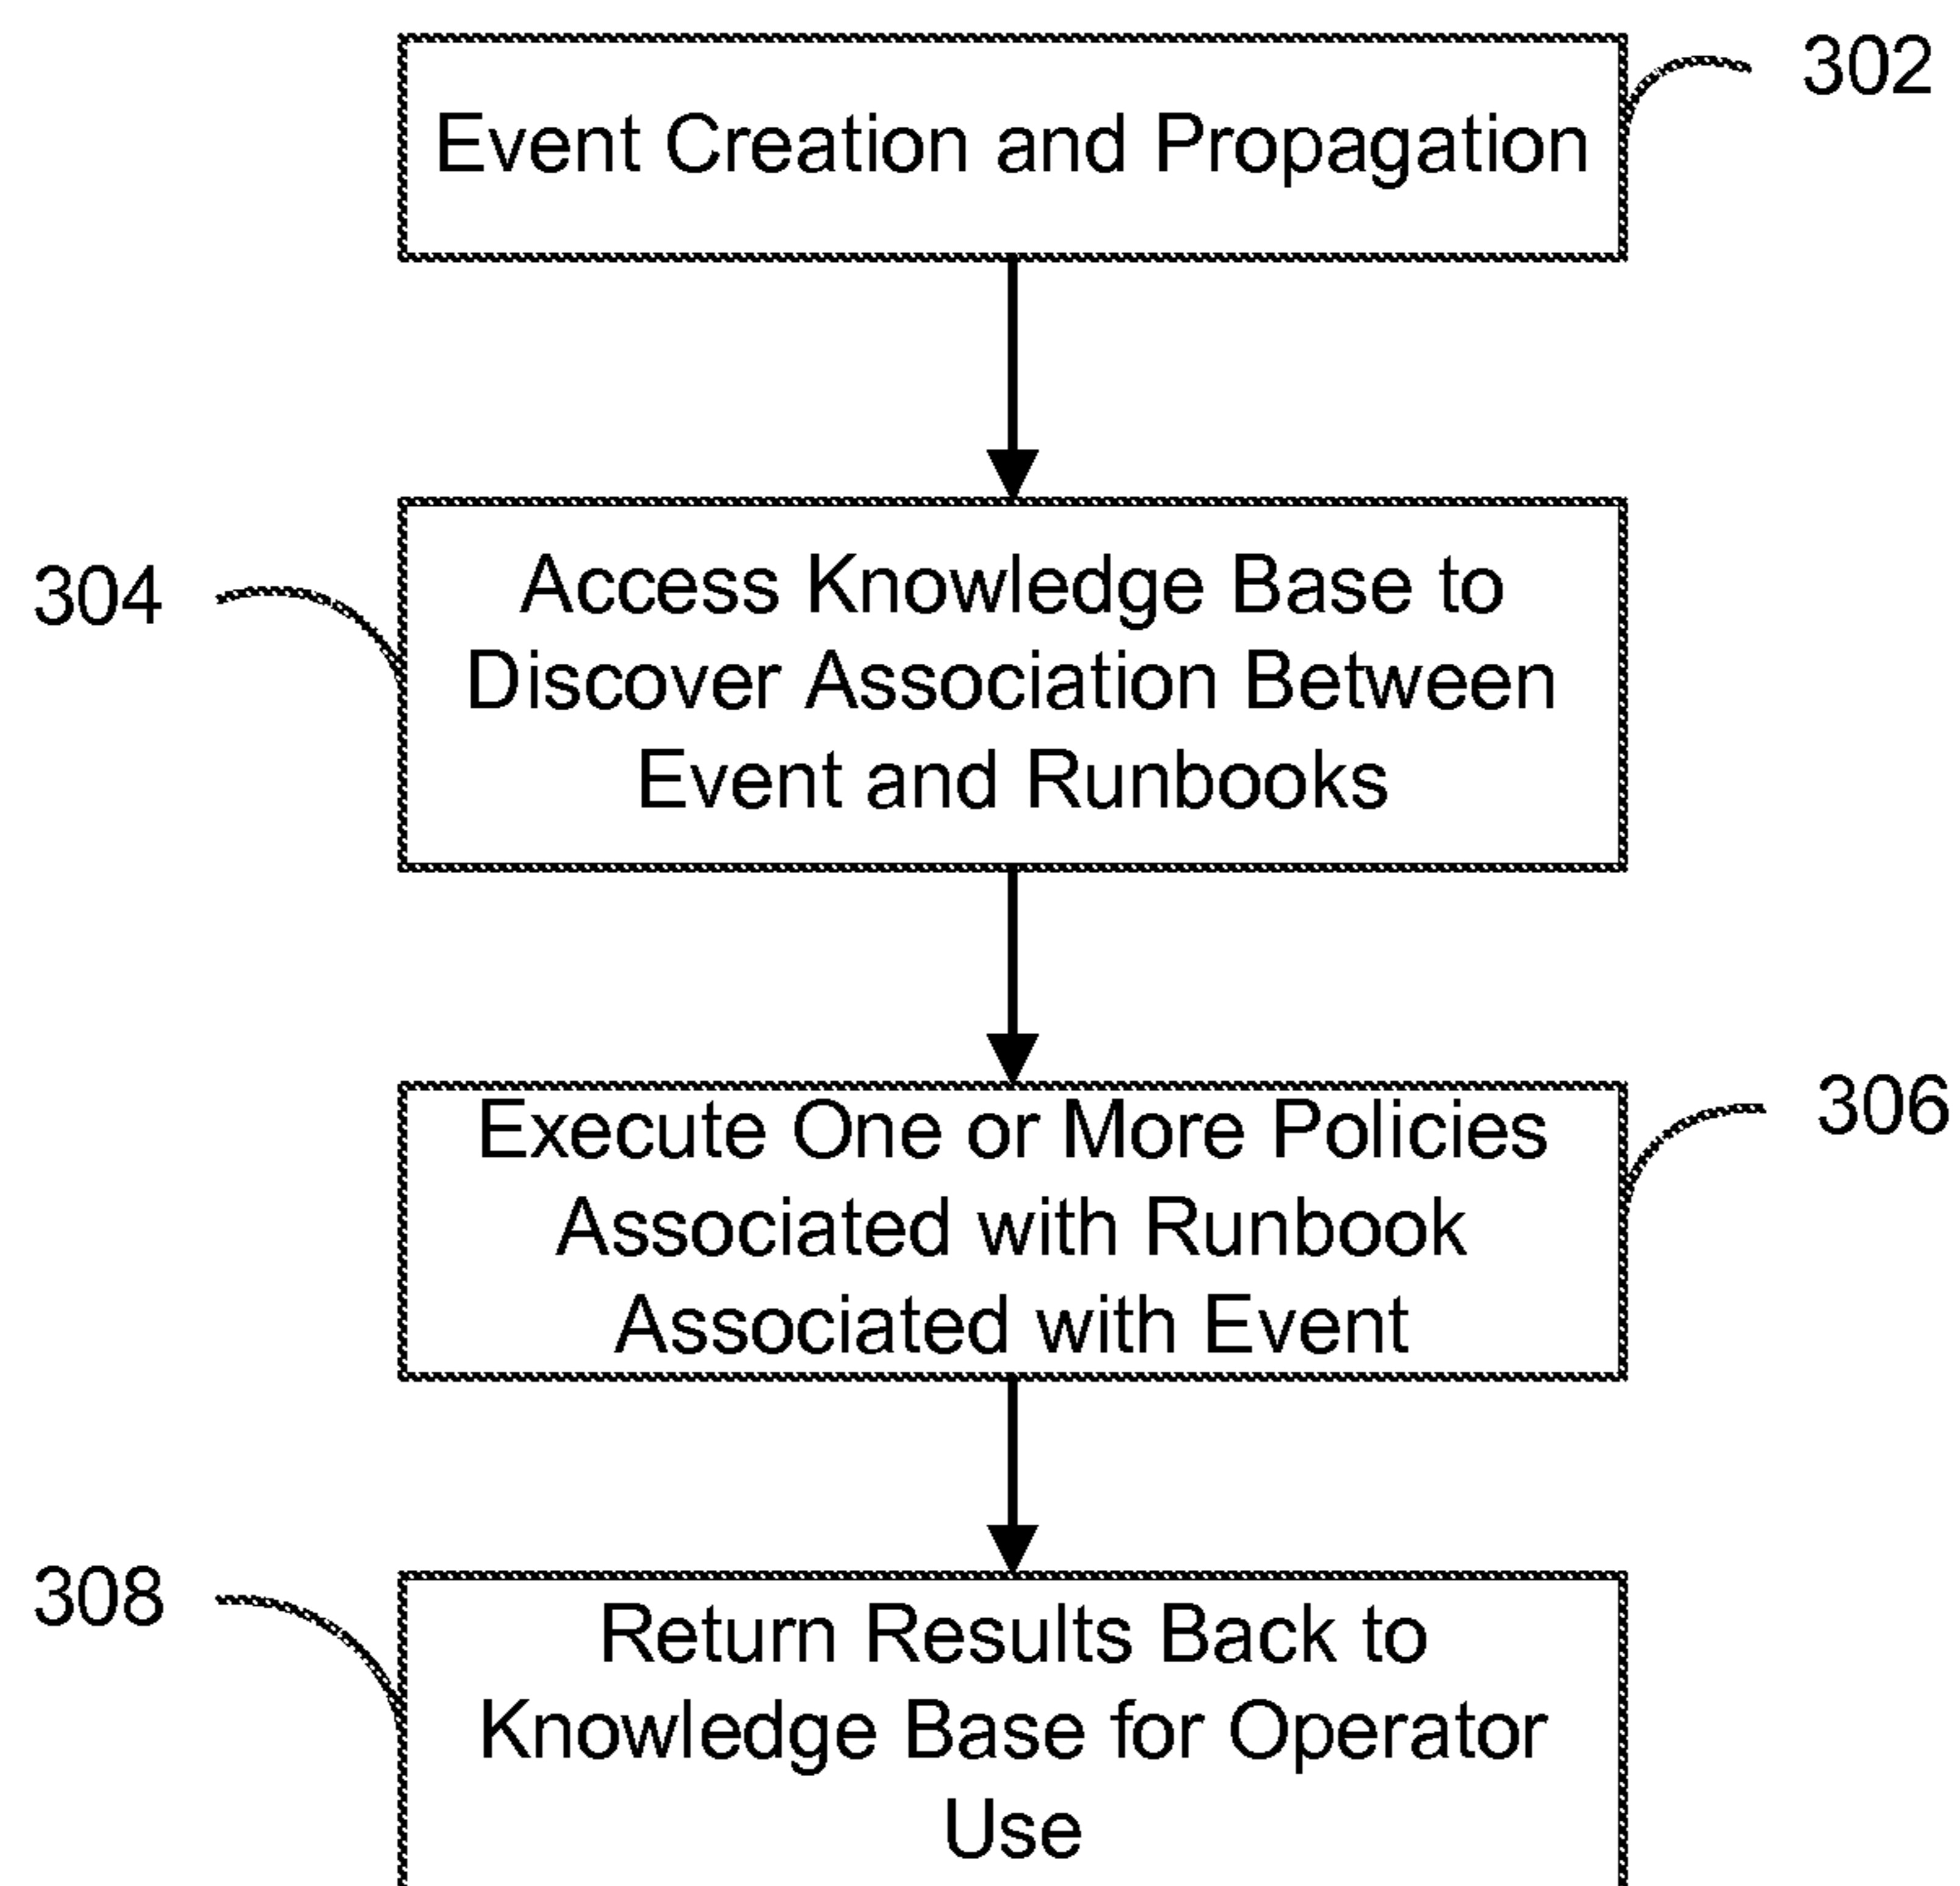 302
Event Creation and Propagation
304
Access Knowledge Base to
Discover Association Between
Event and Runbooks
306
Execute One or More Policies
Associated with Runbook
Associated with Event
308
Return Results Back to
Knowledge Base for Operator
Use